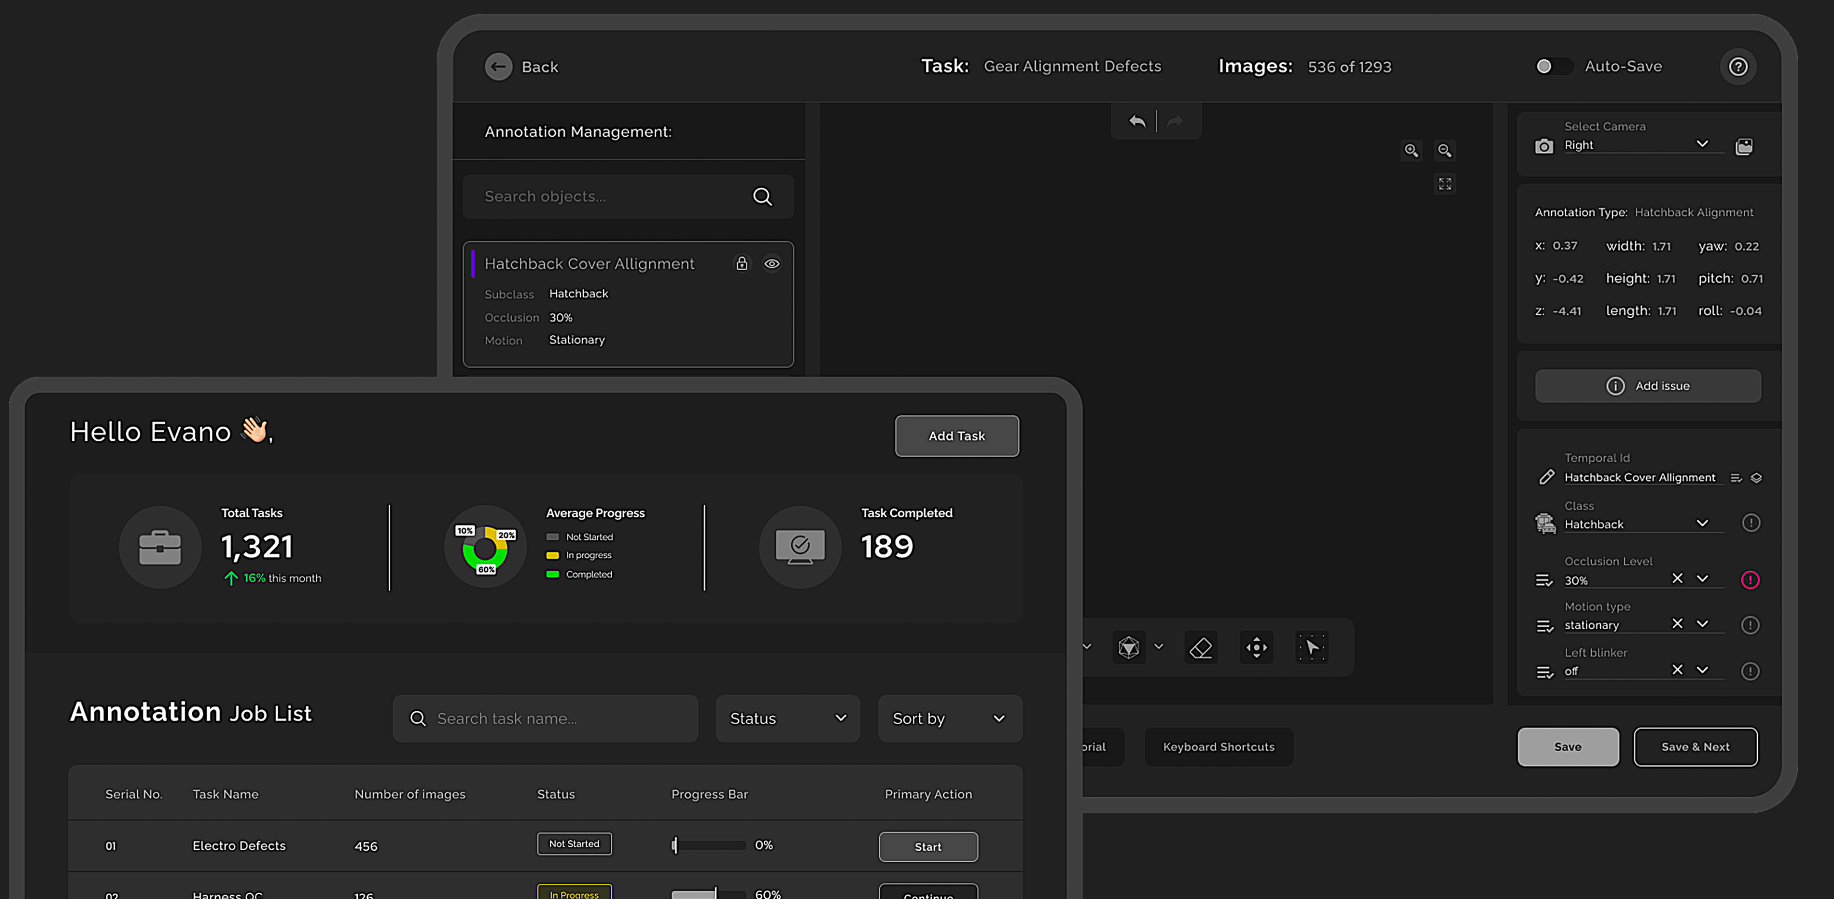 Back
Task: Gear Alignment Defects
Images: 536 of 1293
Auto-Save
Annotation Management:
Search objects...
Hatchback Cover Allignment
Subclass Hatchback
Occlusion 30%
Motion Stationary
Select Camera
Right
Annotation Type: Hatchback Alignment
x: 0.37 width: 1.71 yaw: 0.22
y: -0.42 height: 1.71 pitch: 0.71
z: -4.41 length: 1.71 roll: -0.04
Add issue
Temporal Id
Hatchback Cover Allignment
Class
Hatchback
Occlusion Level
30%
Motion type
stationary
Left blinker
off
orial
Keyboard Shortcuts
Save
Save & Next
Hello Evano 👋🏻,
Add Task
Total Tasks
1,321
16% this month
Average Progress
10%
20%
60%
Not Started
In progress
Completed
Task Completed
189
Annotation Job List
Search task name...
Status
Sort by
Serial No. Task Name Number of images Status Progress Bar Primary Action
01 Electro Defects 456 Not Started 0% Start
02 Harness QC 126 In Progress 60% Continue